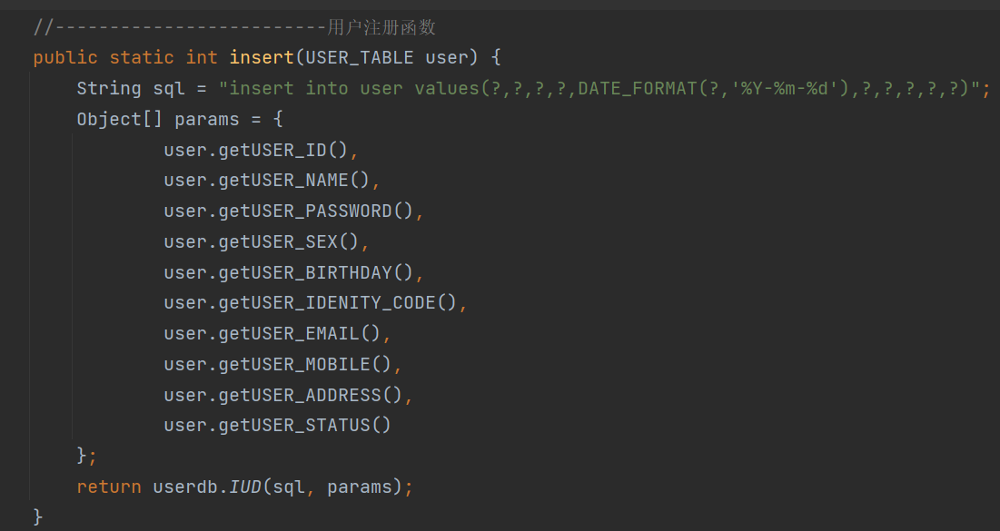 //-------------------------用户注册函数
public static int insert(USER_TABLE user) {
String sql = "insert into user values(?,?,?,?,DATE_FORMAT(?,'%Y-%m-%d'),?,?,?,?,?)";
Object[] params = {
user.getUSER_ID(),
user.getUSER_NAME(),
user.getUSER_PASSWORD(),
user.getUSER_SEX(),
user.getUSER_BIRTHDAY(),
user.getUSER_IDENITY_CODE(),
user.getUSER_EMAIL(),
user.getUSER_MOBILE(),
user.getUSER_ADDRESS(),
user.getUSER_STATUS()
};
return userdb.IUD(sql, params);
}